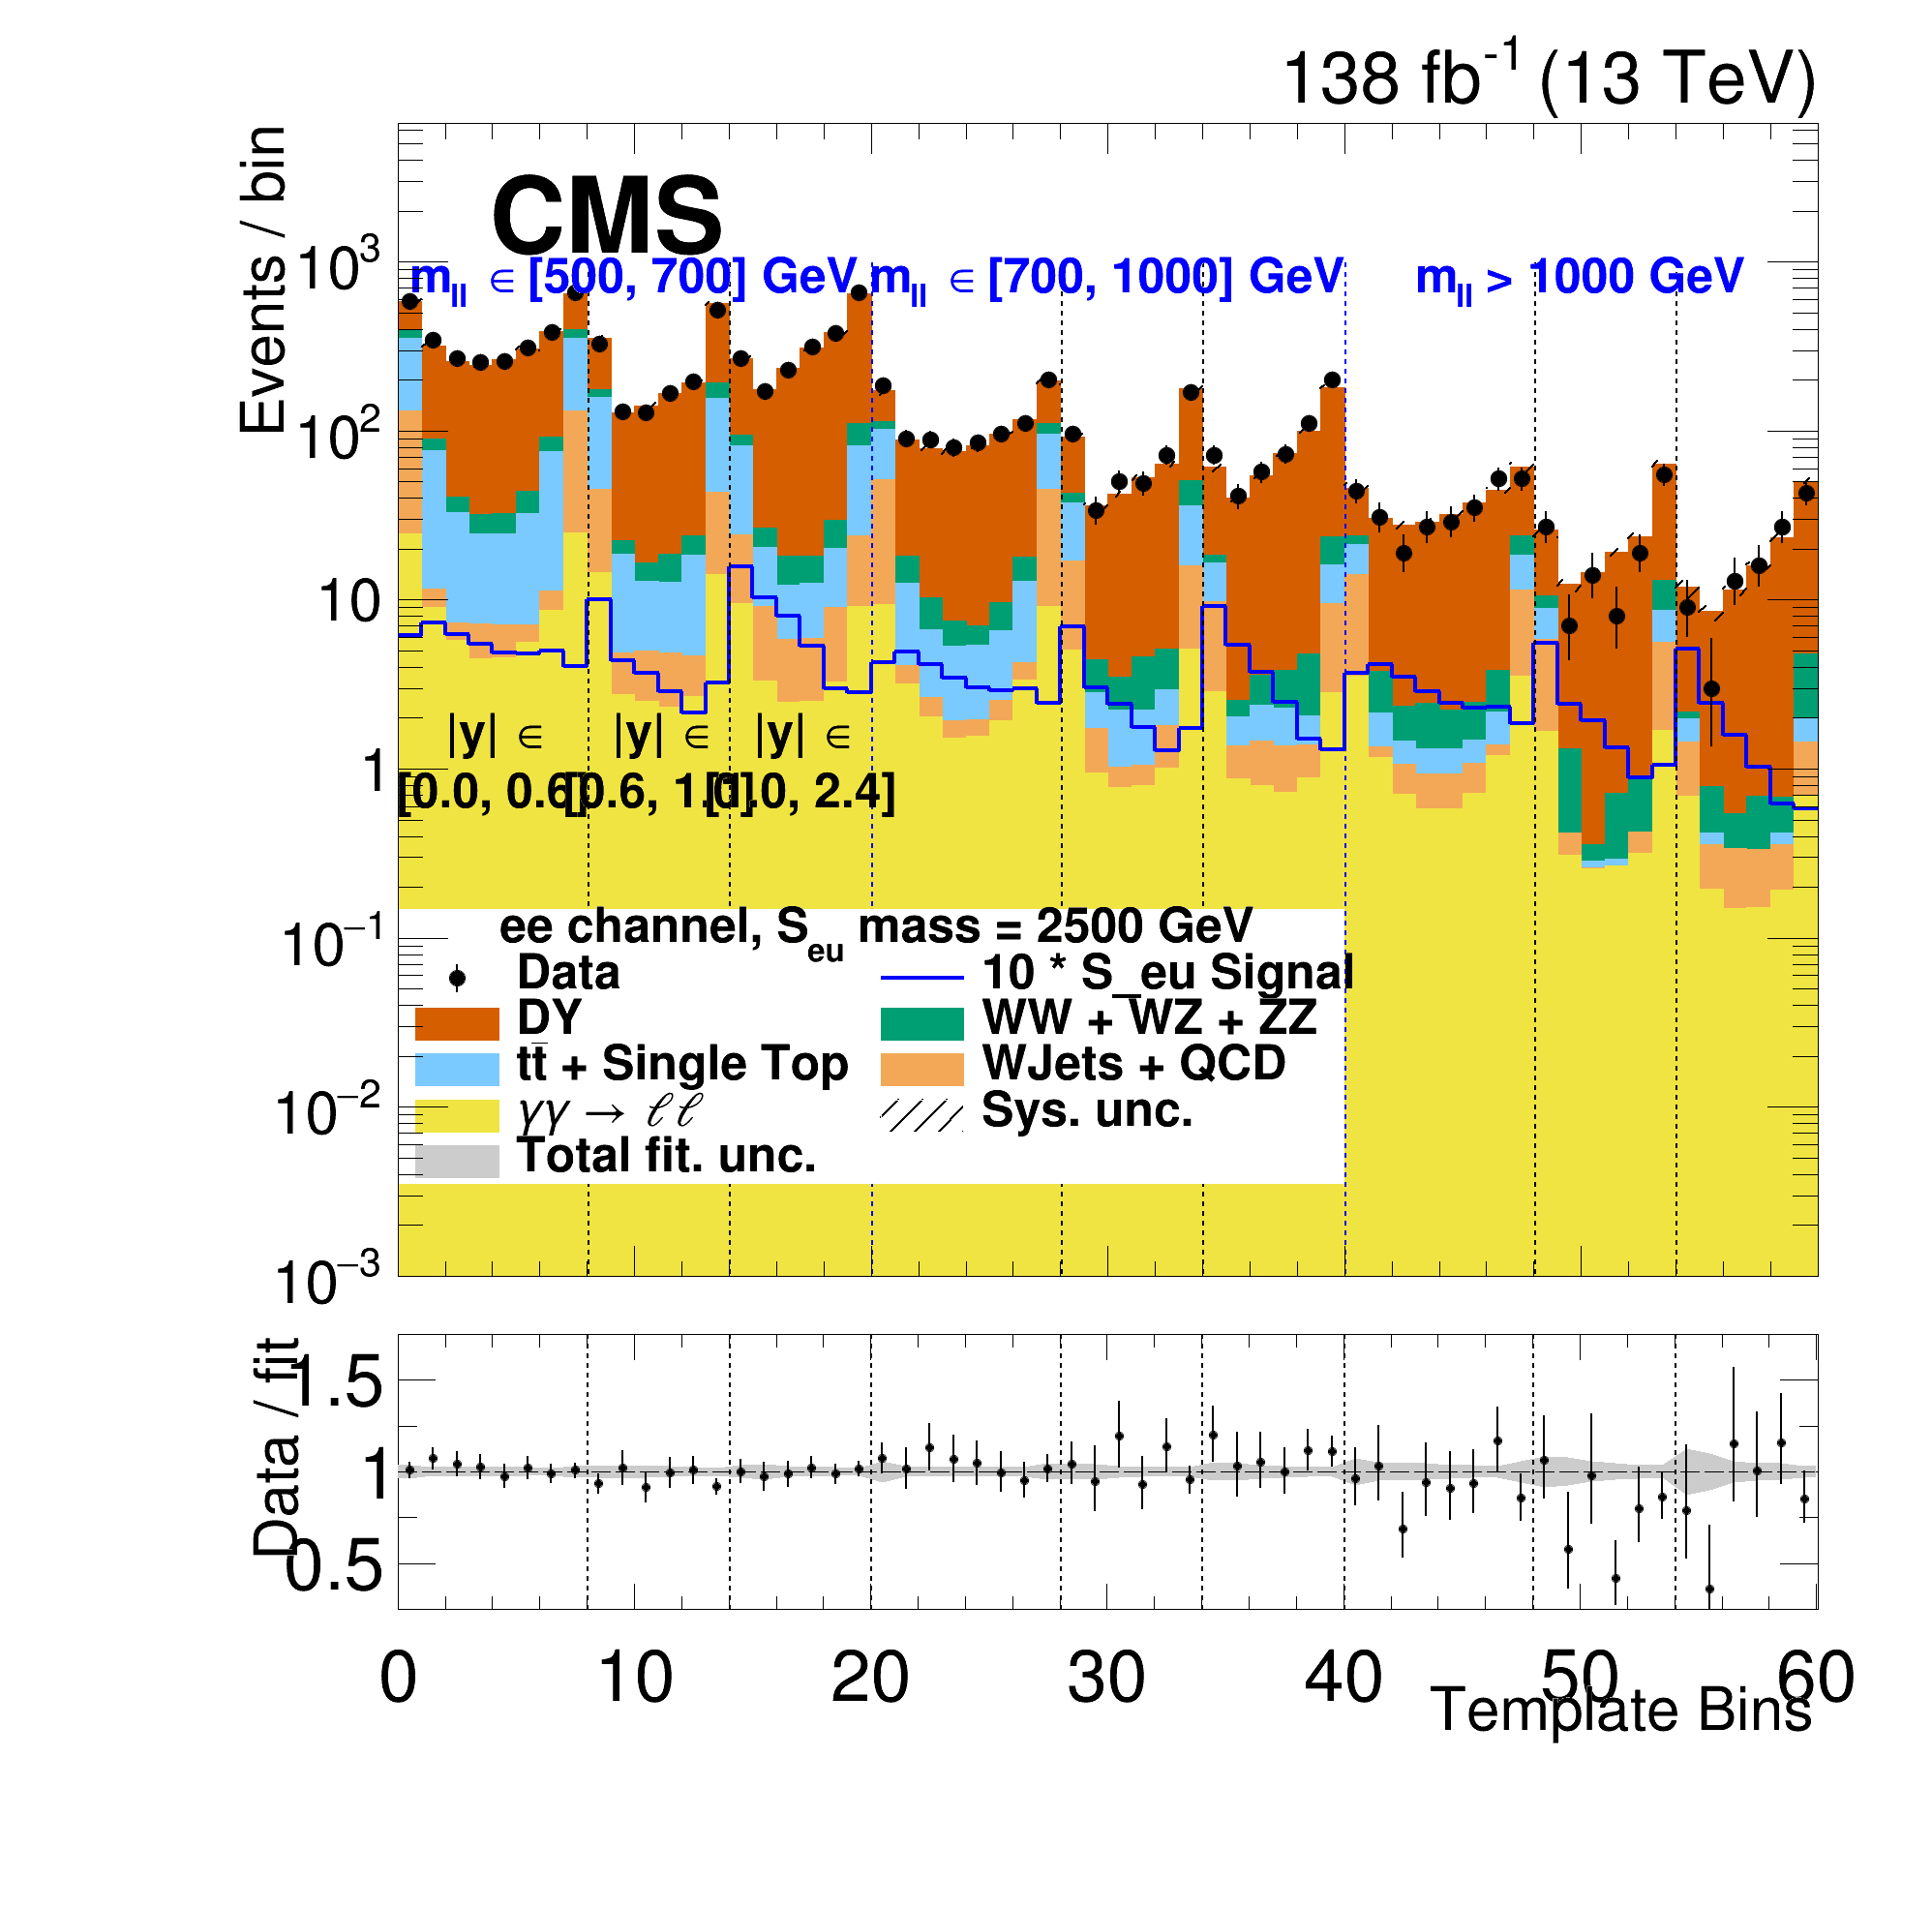 138 fb-1 (13 TeV)
Events / bin
CMS
m_ll ∈ [500, 700] GeV m_ll ∈ [700, 1000] GeV m_ll > 1000 GeV
10^3
10^2
10
1
10^−1
10^−2
10^−3
|y| ∈ |y| ∈ |y| ∈
[0.0, 0.6] [0.6, 1.0] [1.0, 2.4]
ee channel, S_eu mass = 2500 GeV
Data 10 * S_eu Signal
DY WW + WZ + ZZ
tt̄ + Single Top WJets + QCD
γγ → ℓℓ Sys. unc.
Total fit. unc.
Data / fit
1.5
1
0.5
0 10 20 30 40 50 60
Template Bins